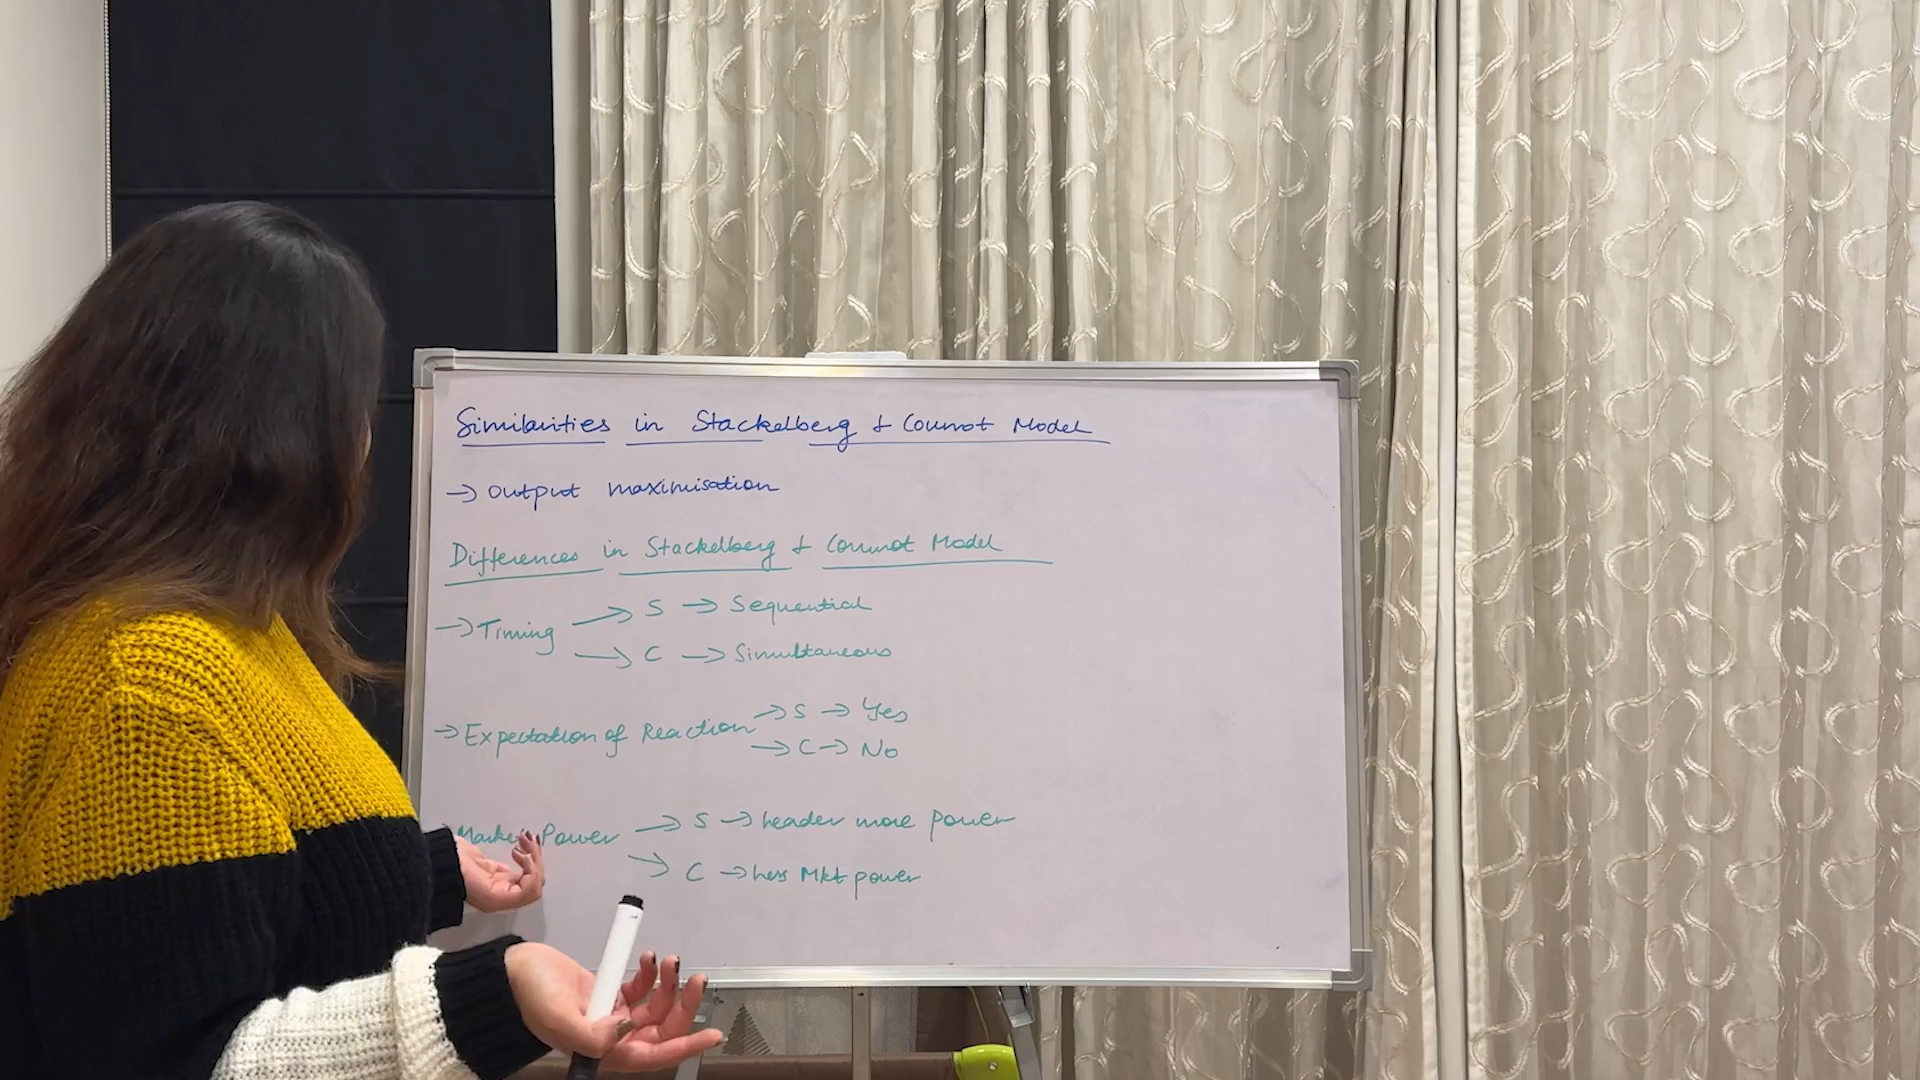 Similarities in Stackelberg & Cournot Model
→ Output maximisation
Differences in Stackelberg & Cournot Model
→ Timing → S → Sequential
→ C → Simultaneous
→ Expectation of Reaction → S → Yes
→ C → No
→ Market Power → S → Leader more power
→ C → Less Mkt power